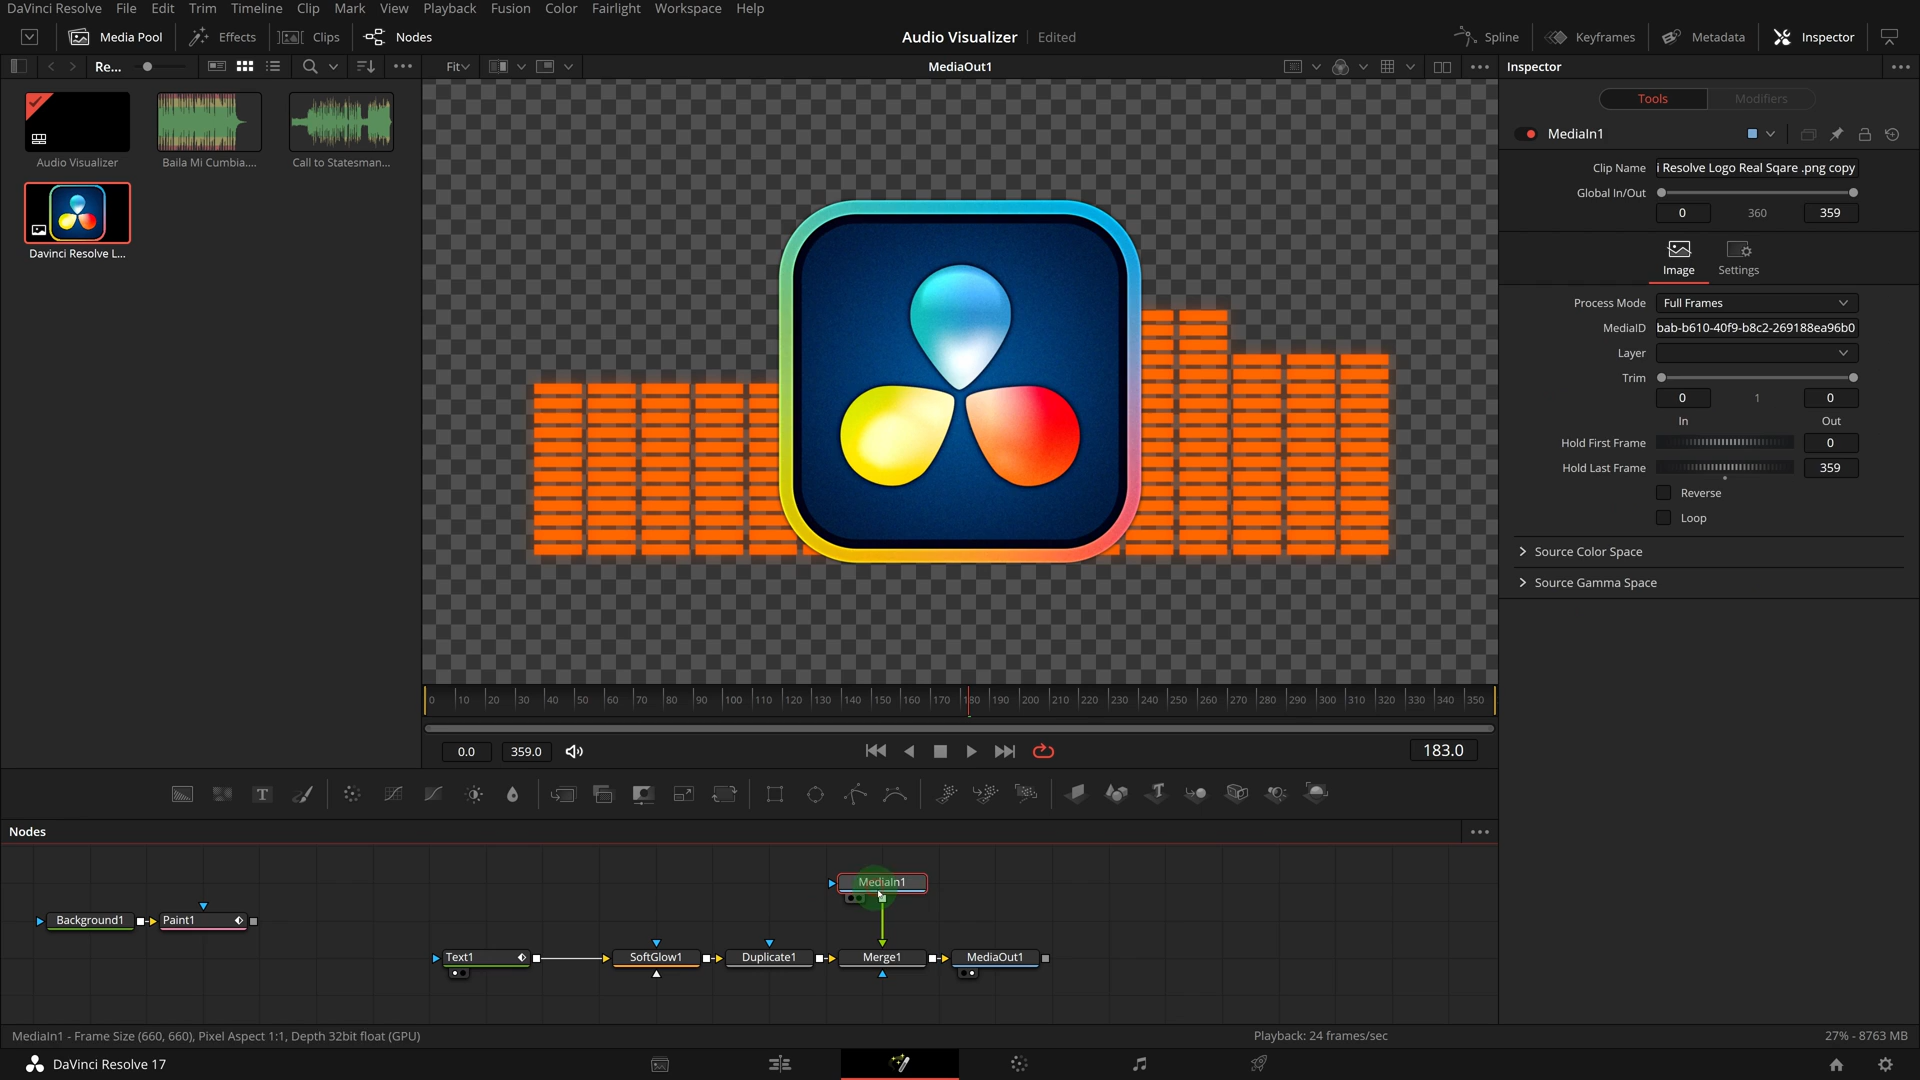 DaVinci Resolve File Edit Trim Timeline Clip Mark View Playback Fusion Color Fairlight Workspace Help
Media Pool Effects Clips Nodes Audio Visualizer Edited Spline Keyframes Metadata Inspector
Re... Fit MediaOut1 Inspector
Tools Modifiers
MediaIn1
Audio Visualizer Baila Mi Cumbia.... Call to Statesman...
Davinci Resolve L...
Clip Name i Resolve Logo Real Sqare .png copy
Global In/Out
0 360 359
Image Settings
Process Mode Full Frames
MediaID bab-b610-40f9-b8c2-269188ea96b0
Layer
Trim
0 1 0
In Out
Hold First Frame 0
Hold Last Frame 359
Reverse
Loop
Source Color Space
Source Gamma Space
0 10 20 30 40 50 60 70 80 90 100 110 120 130 140 150 160 170 180 190 200 210 220 230 240 250 260 270 280 290 300 310 320 330 340 350
0.0 359.0 183.0
Nodes
MediaIn1
Background1 Paint1
Text1 SoftGlow1 Duplicate1 Merge1 MediaOut1
MediaIn1 - Frame Size (660, 660), Pixel Aspect 1:1, Depth 32bit float (GPU) Playback: 24 frames/sec 27% - 8763 MB
DaVinci Resolve 17